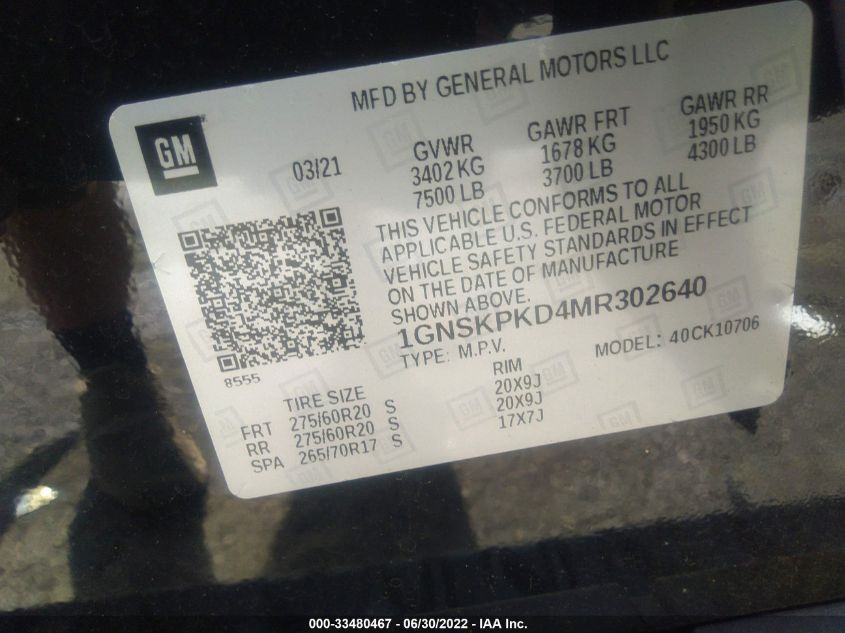 MFD BY GENERAL MOTORS LLC
GM
03/21
GVWR
3402 KG
7500 LB
GAWR FRT
1678 KG
3700 LB
GAWR RR
1950 KG
4300 LB
THIS VEHICLE CONFORMS TO ALL
APPLICABLE U.S. FEDERAL MOTOR
VEHICLE SAFETY STANDARDS IN EFFECT
ON THE DATE OF MANUFACTURE
SHOWN ABOVE.
1GNSKPKD4MR302640
TYPE: M.P.V.
MODEL: 40CK10706
8555
TIRE SIZE
RIM
FRT 275/60R20 S 20X9J
RR 275/60R20 S 20X9J
SPA 265/70R17 S 17X7J
000-33480467 - 06/30/2022 - IAA Inc.